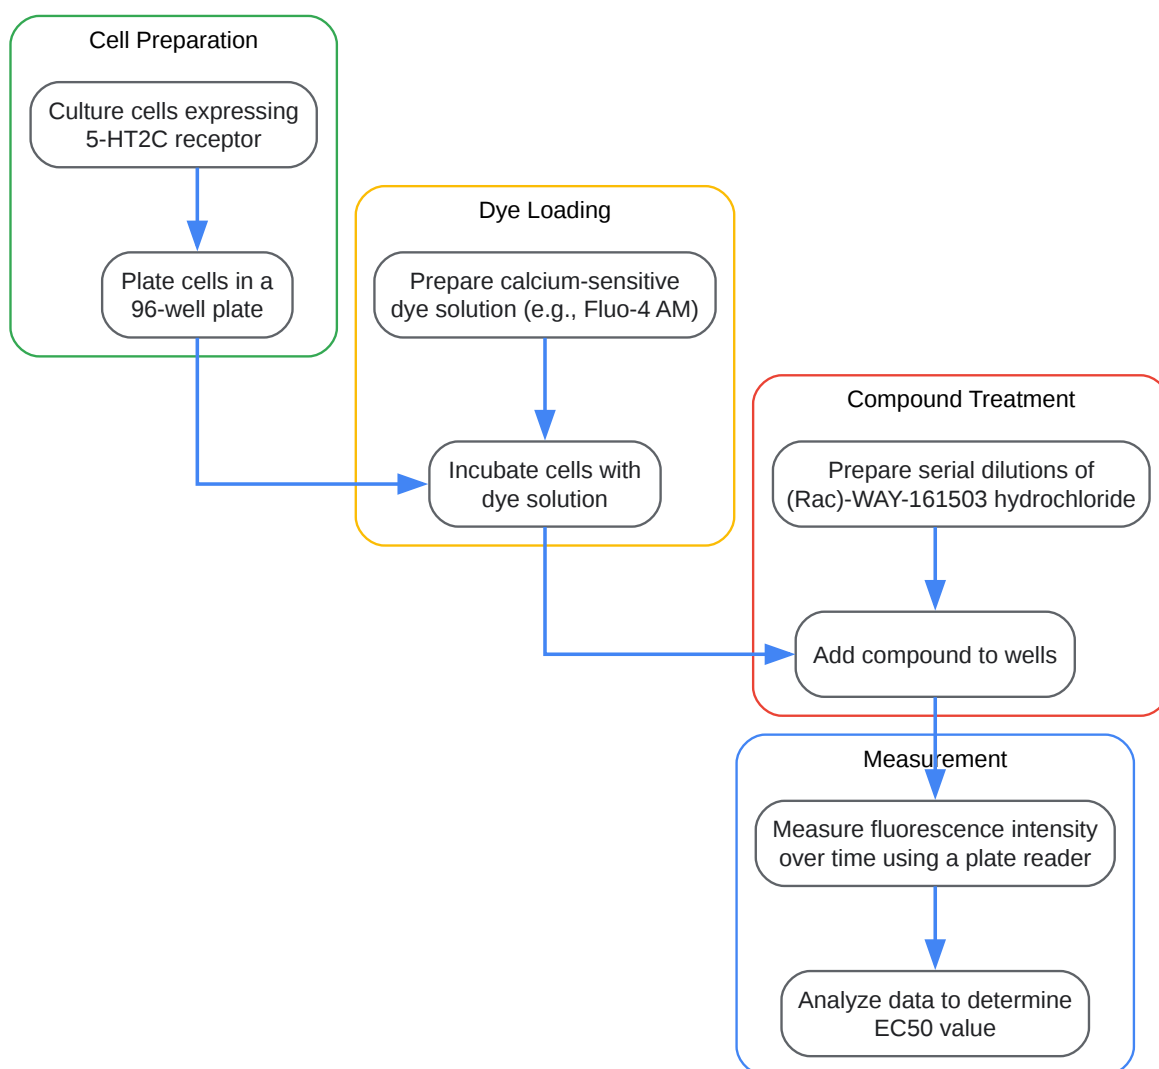 Cell Preparation
Culture cells expressing
5-HT2C receptor
Plate cells in a
96-well plate
Dye Loading
Prepare calcium-sensitive
dye solution (e.g., Fluo-4 AM)
Incubate cells with
dye solution
Compound Treatment
Prepare serial dilutions of
(Rac)-WAY-161503 hydrochloride
Add compound to wells
Measurement
Measure fluorescence intensity
over time using a plate reader
Analyze data to determine
EC50 value